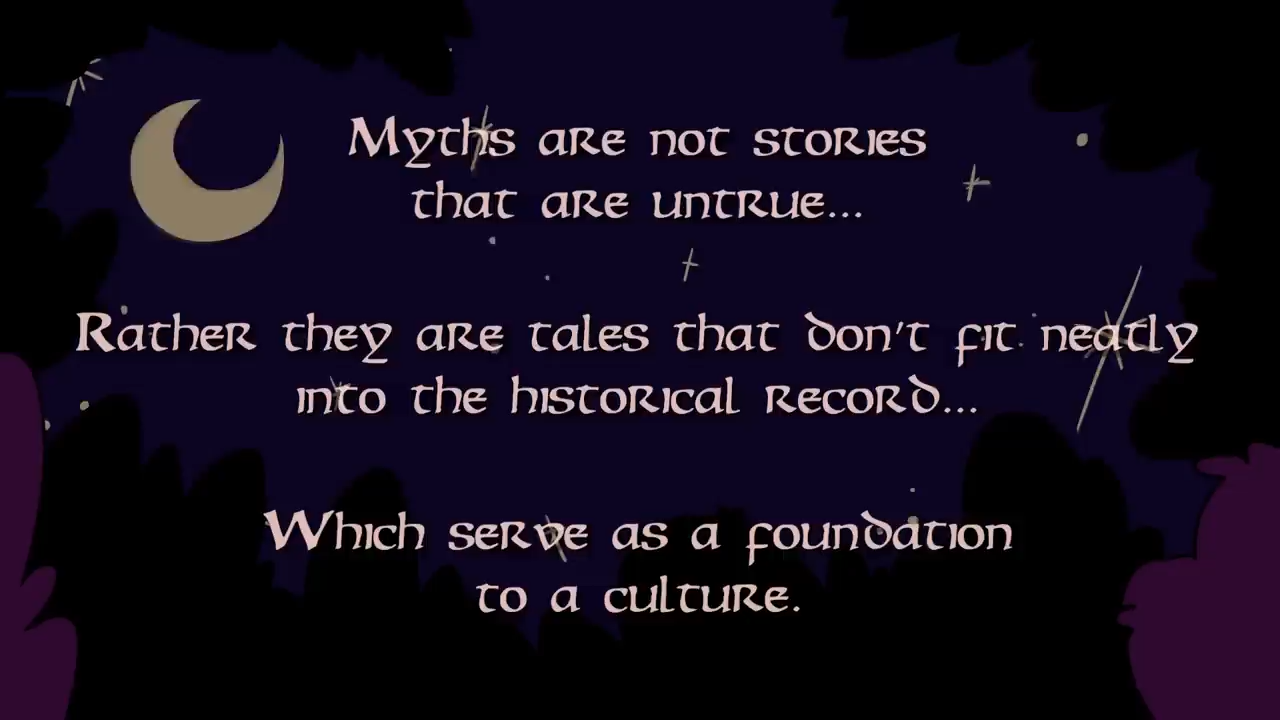 Myths are not stories
that are untrue...
Rather they are tales that don't fit neatly
into the historical record...
Which serve as a foundation
to a culture.